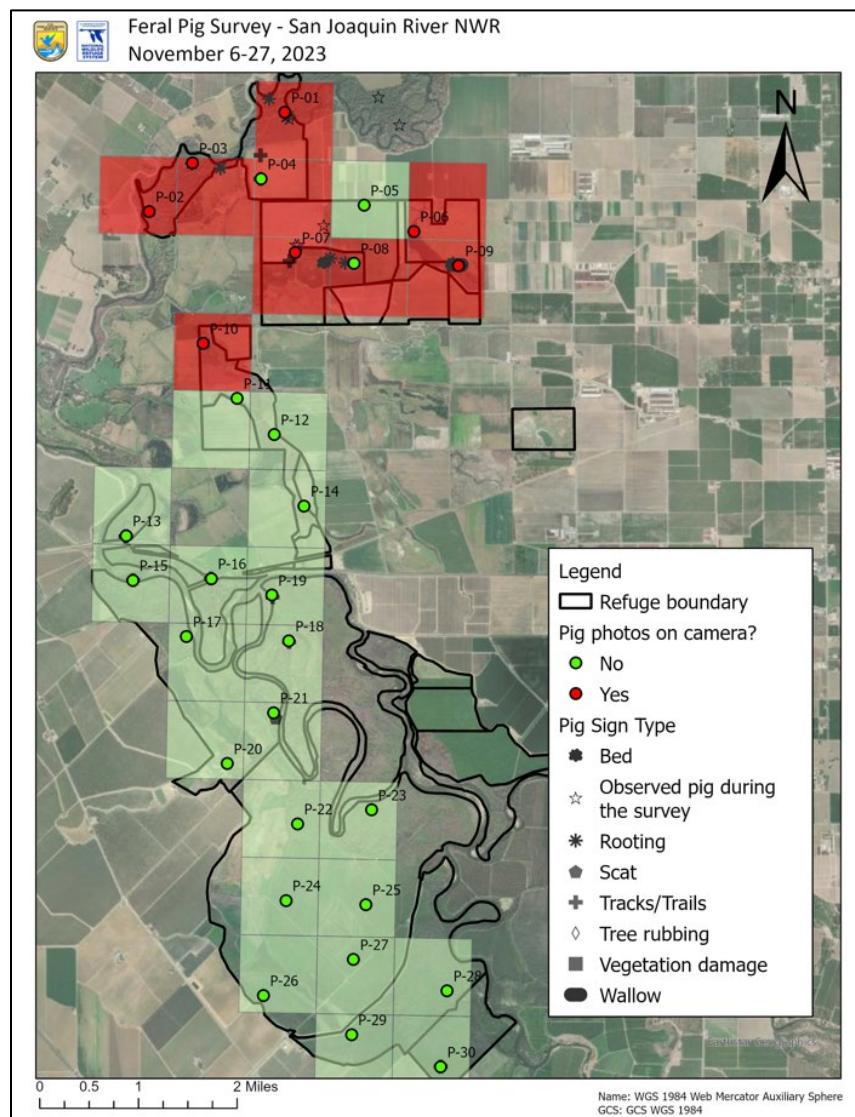 Feral Pig Survey - San Joaquin River NWR
November 6-27, 2023
N
P-01
P-03
P-04
P-02
P-05
P-06
P-07
P-08
P-09
P-10
P-11
P-12
P-14
P-13
P-15
P-16
P-19
P-17
P-18
P-21
P-20
P-23
P-22
P-24
P-25
P-27
P-28
P-26
P-29
P-30
Legend
Refuge boundary
Pig photos on camera?
No
Yes
Pig Sign Type
Bed
Observed pig during
the survey
Rooting
Scat
Tracks/Trails
Tree rubbing
Vegetation damage
Wallow
Earthstar Geographics
0 0.5 1 2 Miles
Name: WGS 1984 Web Mercator Auxiliary Sphere
GCS: GCS WGS 1984